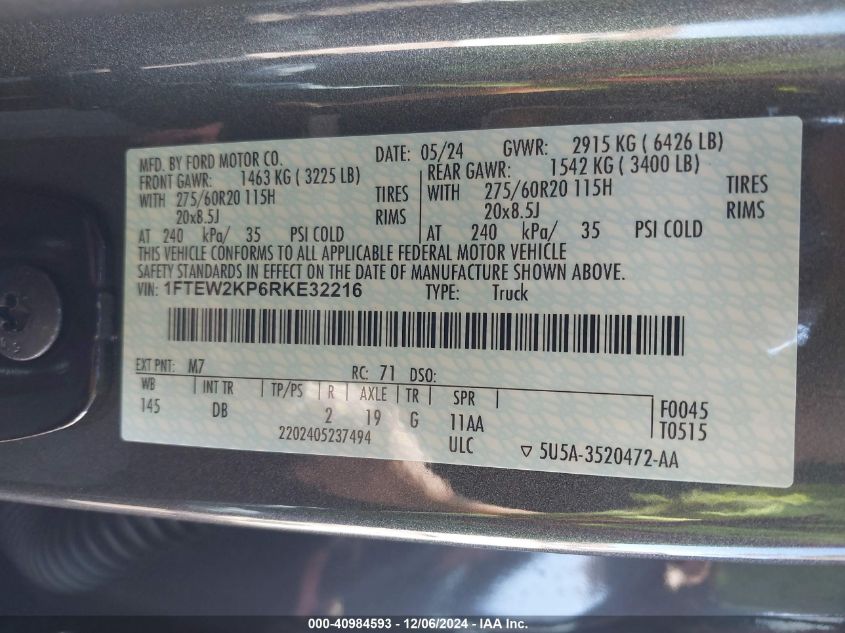 MFD. BY FORD MOTOR CO. DATE: 05/24 GVWR: 2915 KG ( 6426 LB)
FRONT GAWR: 1463 KG ( 3225 LB) REAR GAWR: 1542 KG ( 3400 LB)
WITH 275/60R20 115H TIRES WITH 275/60R20 115H TIRES
20x8.5J RIMS 20x8.5J RIMS
AT 240 kPa/ 35 PSI COLD AT 240 kPa/ 35 PSI COLD
THIS VEHICLE CONFORMS TO ALL APPLICABLE FEDERAL MOTOR VEHICLE
SAFETY STANDARDS IN EFFECT ON THE DATE OF MANUFACTURE SHOWN ABOVE.
VIN: 1FTEW2KP6RKE32216 TYPE: Truck
EXT PNT: M7 RC: 71 DSO:
WB INT TR TP/PS R AXLE TR SPR
145 DB 2 19 G 11AA F0045
2202405237494 ULC T0515
▽ 5U5A-3520472-AA
000-40984593 - 12/06/2024 - IAA Inc.